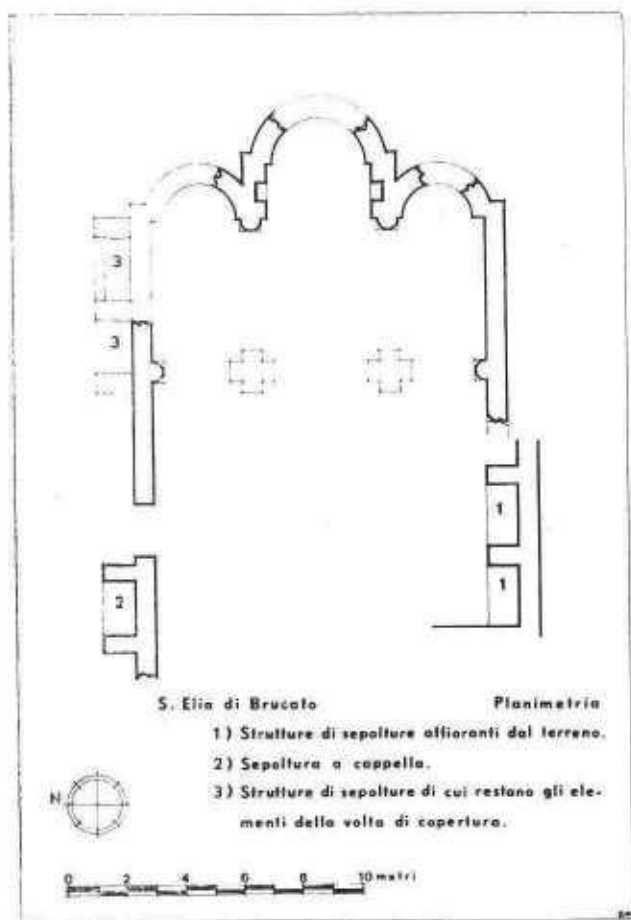 3
3
1
1
2
S. Elia di Brucato Planimetria
1) Strutture di sepolture affioranti dal terreno.
2) Sepoltura a cappella.
3) Strutture di sepolture di cui restano gli ele-
menti della volta di copertura.
N
0 2 4 6 8 10 metri